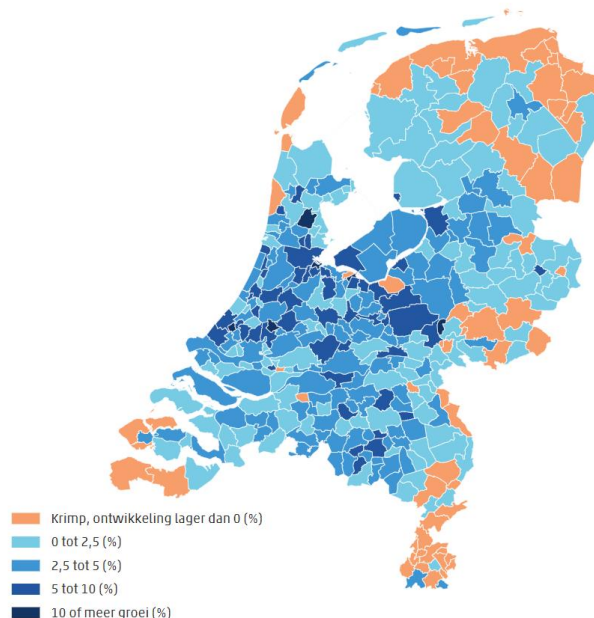 Krimp, ontwikkeling lager dan 0 (%)
0 tot 2,5 (%)
2,5 tot 5 (%)
5 tot 10 (%)
10 of meer groei (%)